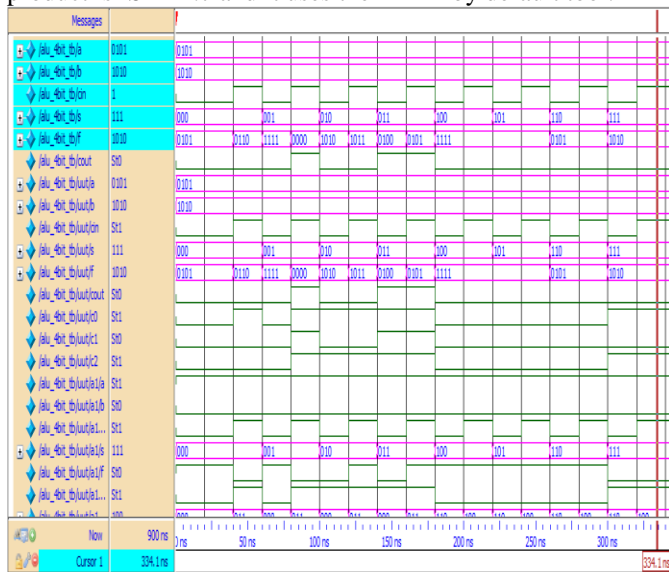 Messages
/alu_4bit_tb/a 0101 0101
/alu_4bit_tb/b 1010 1010
/alu_4bit_tb/cin 1
/alu_4bit_tb/s 111 000 001 010 011 100 101 110 111
/alu_4bit_tb/f 1010 0101 0110 1111 0000 1010 1011 0100 0101 1111 0101 1010
/alu_4bit_tb/cout St0
/alu_4bit_tb/uut/a 0101 0101
/alu_4bit_tb/uut/b 1010 1010
/alu_4bit_tb/uut/cin St1
/alu_4bit_tb/uut/s 111 000 001 010 011 100 101 110 111
/alu_4bit_tb/uut/f 1010 0101 0110 1111 0000 1010 1011 0100 0101 1111 0101 1010
/alu_4bit_tb/uut/cout St0
/alu_4bit_tb/uut/c0 St1
/alu_4bit_tb/uut/c1 St0
/alu_4bit_tb/uut/c2 St1
/alu_4bit_tb/uut/a1/a St1
/alu_4bit_tb/uut/a1/b St0
/alu_4bit_tb/uut/a1... St1
/alu_4bit_tb/uut/a1/s 111 000 001 010 011 100 101 110 111
/alu_4bit_tb/uut/a1/f St0
/alu_4bit_tb/uut/a1... St1
Now 900 ns 50 ns 100 ns 150 ns 200 ns 250 ns 300 ns
Cursor 1 334.1 ns 334.1 ns